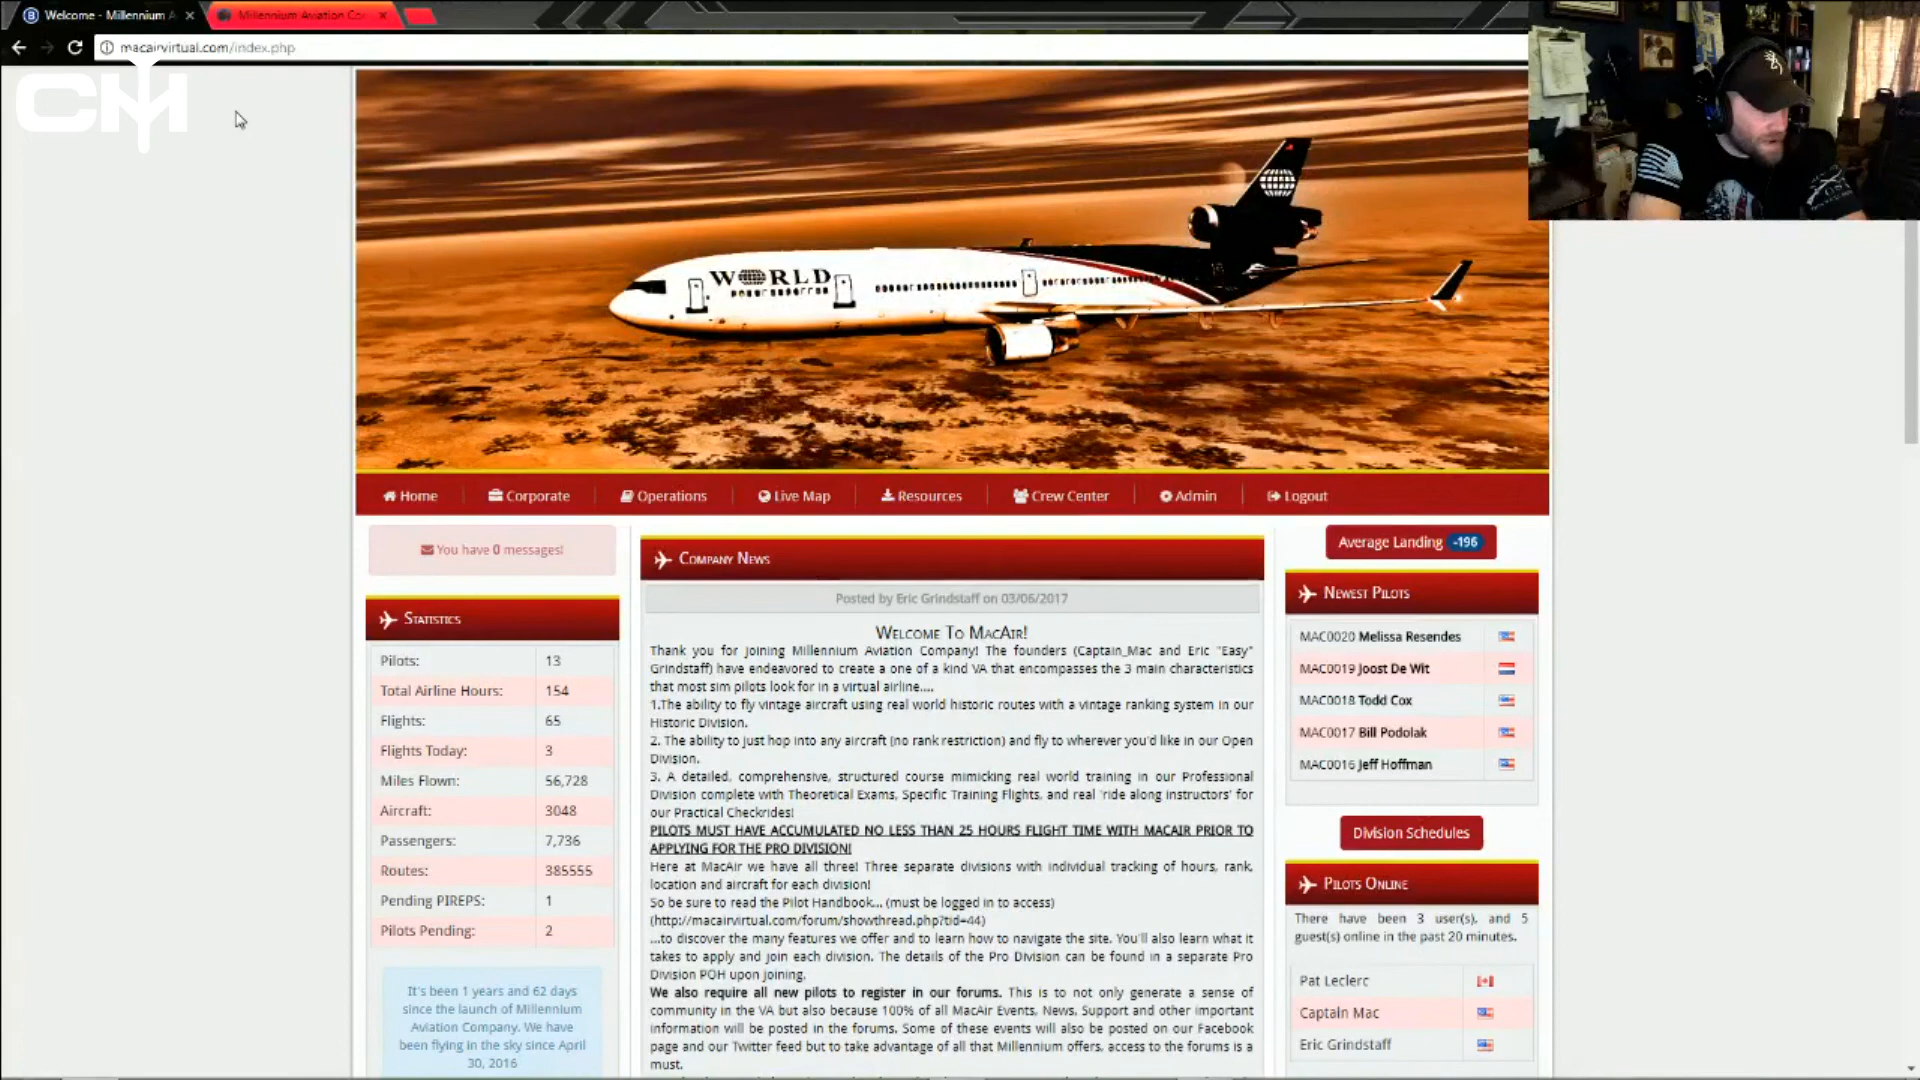 Welcome - Millennium A
Millennium Aviation Co
macairvirtual.com/index.php
CM
WORLD
Home
Corporate
Operations
Live Map
Resources
Crew Center
Admin
Logout
You have 0 messages!
Statistics
Pilots: 13
Total Airline Hours: 154
Flights: 65
Flights Today: 3
Miles Flown: 56,728
Aircraft: 3048
Passengers: 7,736
Routes: 385555
Pending PIREPS: 1
Pilots Pending: 2
It's been 1 years and 62 days
since the launch of Millennium
Aviation Company. We have
been flying in the sky since April
30, 2016
Company News
Posted by Eric Grindstaff on 03/06/2017
Welcome To MacAir!
Thank you for joining Millennium Aviation Company! The founders (Captain_Mac and Eric "Easy"
Grindstaff) have endeavored to create a one of a kind VA that encompasses the 3 main characteristics
that most sim pilots look for in a virtual airline....
1.The ability to fly vintage aircraft using real world historic routes with a vintage ranking system in our
Historic Division.
2. The ability to just hop into any aircraft (no rank restriction) and fly to wherever you'd like in our Open
Division.
3. A detailed, comprehensive, structured course mimicking real world training in our Professional
Division complete with Theoretical Exams, Specific Training Flights, and real 'ride along instructors' for
our Practical Checkrides!
PILOTS MUST HAVE ACCUMULATED NO LESS THAN 25 HOURS FLIGHT TIME WITH MACAIR PRIOR TO
APPLYING FOR THE PRO DIVISION!
Here at MacAir we have all three! Three separate divisions with individual tracking of hours, rank,
location and aircraft for each division!
So be sure to read the Pilot Handbook... (must be logged in to access)
(http://macairvirtual.com/forum/showthread.php?tid=44)
...to discover the many features we offer and to learn how to navigate the site. You'll also learn what it
takes to apply and join each division. The details of the Pro Division can be found in a separate Pro
Division POH upon joining.
We also require all new pilots to register in our forums. This is to not only generate a sense of
community in the VA but also because 100% of all MacAir Events, News, Support and other important
information will be posted in the forums. Some of these events will also be posted on our Facebook
page and our Twitter feed but to take advantage of all that Millennium offers, access to the forums is a
must.
Average Landing -196
Newest Pilots
MAC0020 Melissa Resendes
MAC0019 Joost De Wit
MAC0018 Todd Cox
MAC0017 Bill Podolak
MAC0016 Jeff Hoffman
Division Schedules
Pilots Online
There have been 3 user(s), and 5
guest(s) online in the past 20 minutes.
Pat Leclerc
Captain Mac
Eric Grindstaff